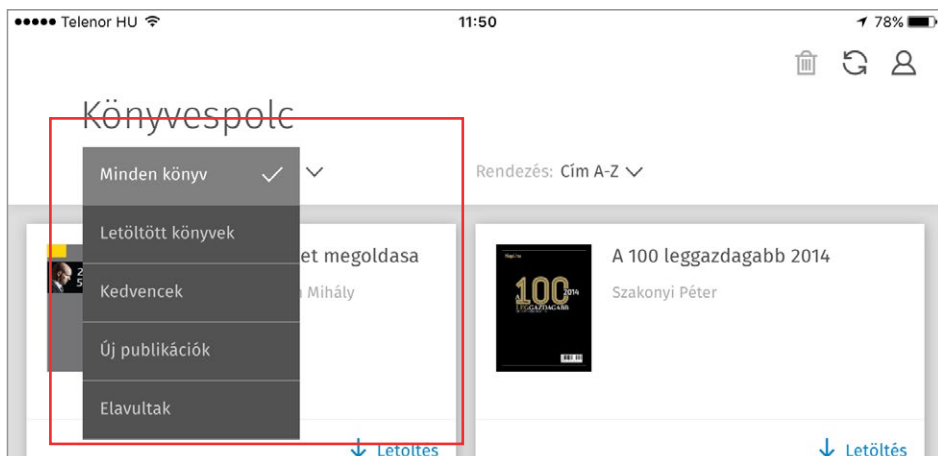 Telenor HU 11:50 78%
Könyvespolc
Minden könyv
Rendezés: Cím A-Z
Letöltött könyvek
et megoldasa
Mihály
Kedvencek
Új publikációk
Elavultak
Letöltés
A 100 leggazdagabb 2014
Szakonyi Péter
100
2014
LEGGAZDAGABB
Letöltés